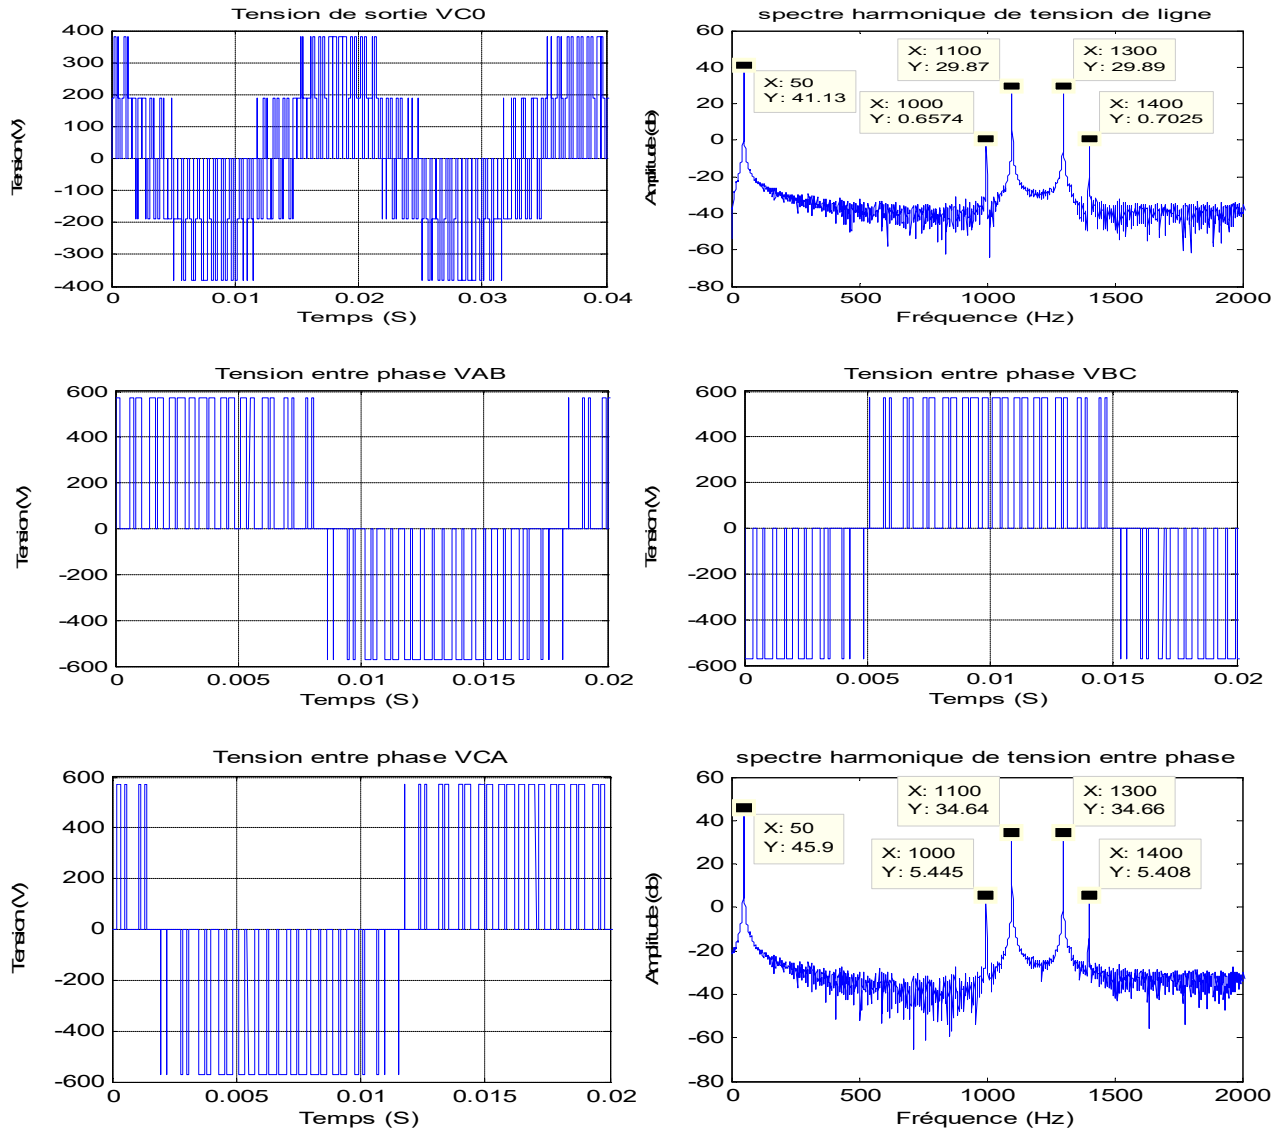 Tension de sortie VC0
400
300
200
100
0
-100
-200
-300
-400
0
0.01
0.02
0.03
0.04
Tension(V)
Temps (S)
spectre harmonique de tension de ligne
60
40
20
0
-20
-40
-60
-80
0
500
1000
1500
2000
Amplitude(db)
Fréquence (Hz)
X: 50
Y: 41.13
X: 1100
Y: 29.87
X: 1000
Y: 0.6574
X: 1300
Y: 29.89
X: 1400
Y: 0.7025
Tension entre phase VAB
600
400
200
0
-200
-400
-600
0
0.005
0.01
0.015
0.02
Tension(V)
Temps (S)
Tension entre phase VBC
600
400
200
0
-200
-400
-600
0
0.005
0.01
0.015
0.02
Tension(V)
Temps (S)
Tension entre phase VCA
600
400
200
0
-200
-400
-600
0
0.005
0.01
0.015
0.02
Tension(V)
Temps (S)
spectre harmonique de tension entre phase
60
40
20
0
-20
-40
-60
-80
0
500
1000
1500
2000
Amplitude(db)
Fréquence (Hz)
X: 50
Y: 45.9
X: 1100
Y: 34.64
X: 1000
Y: 5.445
X: 1300
Y: 34.66
X: 1400
Y: 5.408